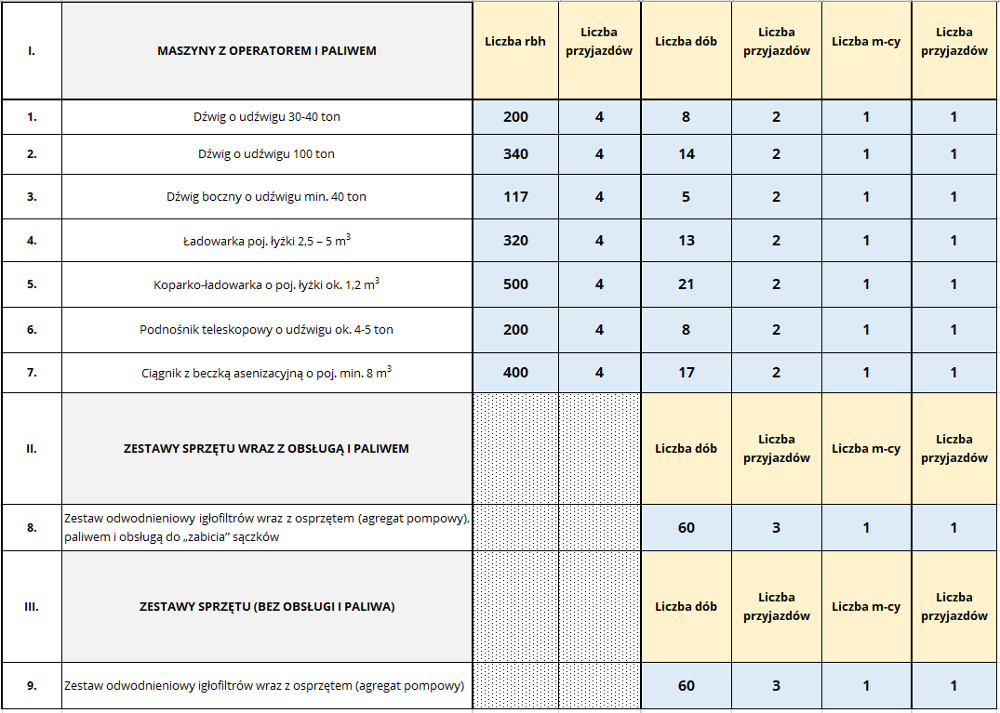 I. MASZYNY Z OPERATOREM I PALIWEM Liczba rbh Liczba przyjazdów Liczba dób Liczba przyjazdów Liczba m-cy Liczba przyjazdów
1. Dźwig o udźwigu 30-40 ton 200 4 8 2 1 1
2. Dźwig o udźwigu 100 ton 340 4 14 2 1 1
3. Dźwig boczny o udźwigu min. 40 ton 117 4 5 2 1 1
4. Ładowarka poj. łyżki 2,5 – 5 m³ 320 4 13 2 1 1
5. Koparko-ładowarka o poj. łyżki ok. 1,2 m³ 500 4 21 2 1 1
6. Podnośnik teleskopowy o udźwigu ok. 4-5 ton 200 4 8 2 1 1
7. Ciągnik z beczką asenizacyjną o poj. min. 8 m³ 400 4 17 2 1 1
II. ZESTAWY SPRZĘTU WRAZ Z OBSŁUGĄ I PALIWEM Liczba dób Liczba przyjazdów Liczba m-cy Liczba przyjazdów
8. Zestaw odwodnieniowy igłofiltrów wraz z osprzętem (agregat pompowy),
paliwem i obsługą do „zabicia” sączków 60 3 1 1
III. ZESTAWY SPRZĘTU (BEZ OBSŁUGI I PALIWA) Liczba dób Liczba przyjazdów Liczba m-cy Liczba przyjazdów
9. Zestaw odwodnieniowy igłofiltrów wraz z osprzętem (agregat pompowy) 60 3 1 1